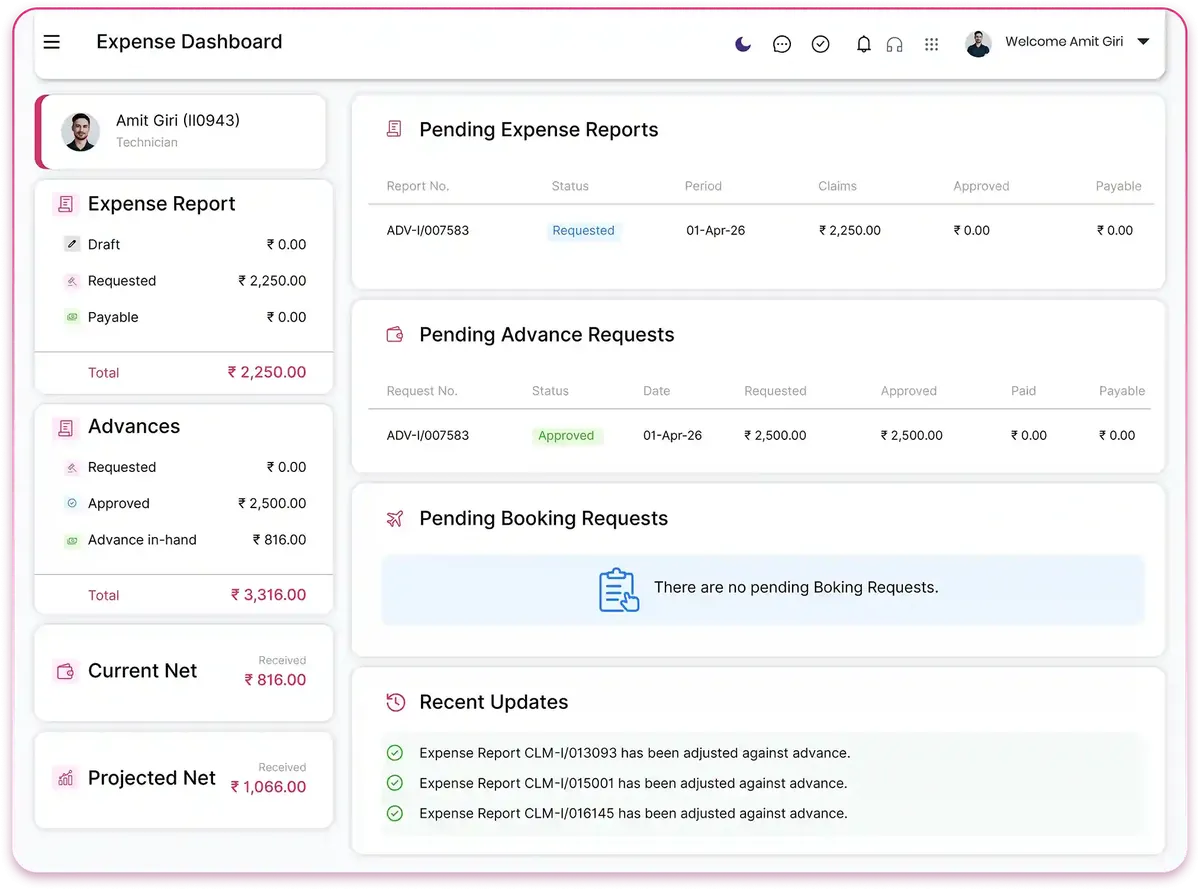 Expense Dashboard
Welcome Amit Giri
Amit Giri (II0943)
Technician
Expense Report
Draft ₹ 0.00
Requested ₹ 2,250.00
Payable ₹ 0.00
Total ₹ 2,250.00
Advances
Requested ₹ 0.00
Approved ₹ 2,500.00
Advance in-hand ₹ 816.00
Total ₹ 3,316.00
Current Net
Received
₹ 816.00
Projected Net
Received
₹ 1,066.00
Pending Expense Reports
Report No. Status Period Claims Approved Payable
ADV-I/007583 Requested 01-Apr-26 ₹ 2,250.00 ₹ 0.00 ₹ 0.00
Pending Advance Requests
Request No. Status Date Requested Approved Paid Payable
ADV-I/007583 Approved 01-Apr-26 ₹ 2,500.00 ₹ 2,500.00 ₹ 0.00 ₹ 0.00
Pending Booking Requests
There are no pending Boking Requests.
Recent Updates
Expense Report CLM-I/013093 has been adjusted against advance.
Expense Report CLM-I/015001 has been adjusted against advance.
Expense Report CLM-I/016145 has been adjusted against advance.